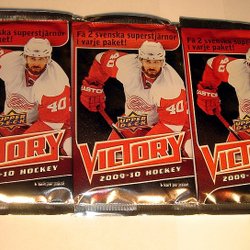 Få 2 svenska superstjärnor
i varje paket!
40
UPPER DECK
VICTORY
2009-10 HOCKEY